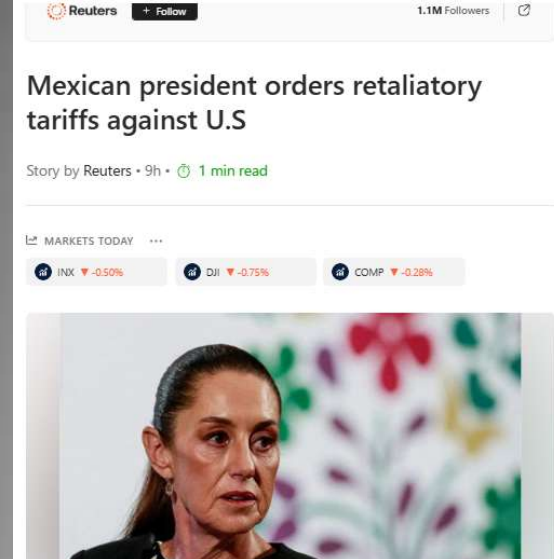 Reuters + Follow 1.1M Followers
Mexican president orders retaliatory
tariffs against U.S
Story by Reuters • 9h • 1 min read
MARKETS TODAY ...
INX ▼ -0.50% DJI ▼ -0.75% COMP ▼ -0.28%